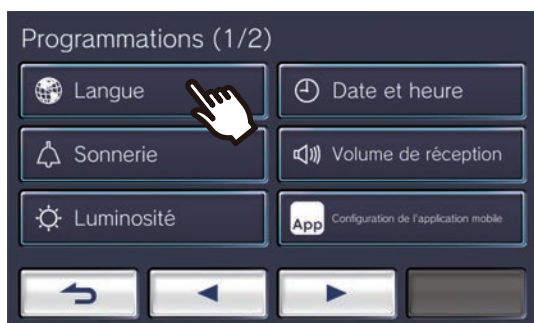 Programmations (1/2)
Langue
Date et heure
Sonnerie
Volume de réception
Luminosité
App
Configuration de l'application mobile